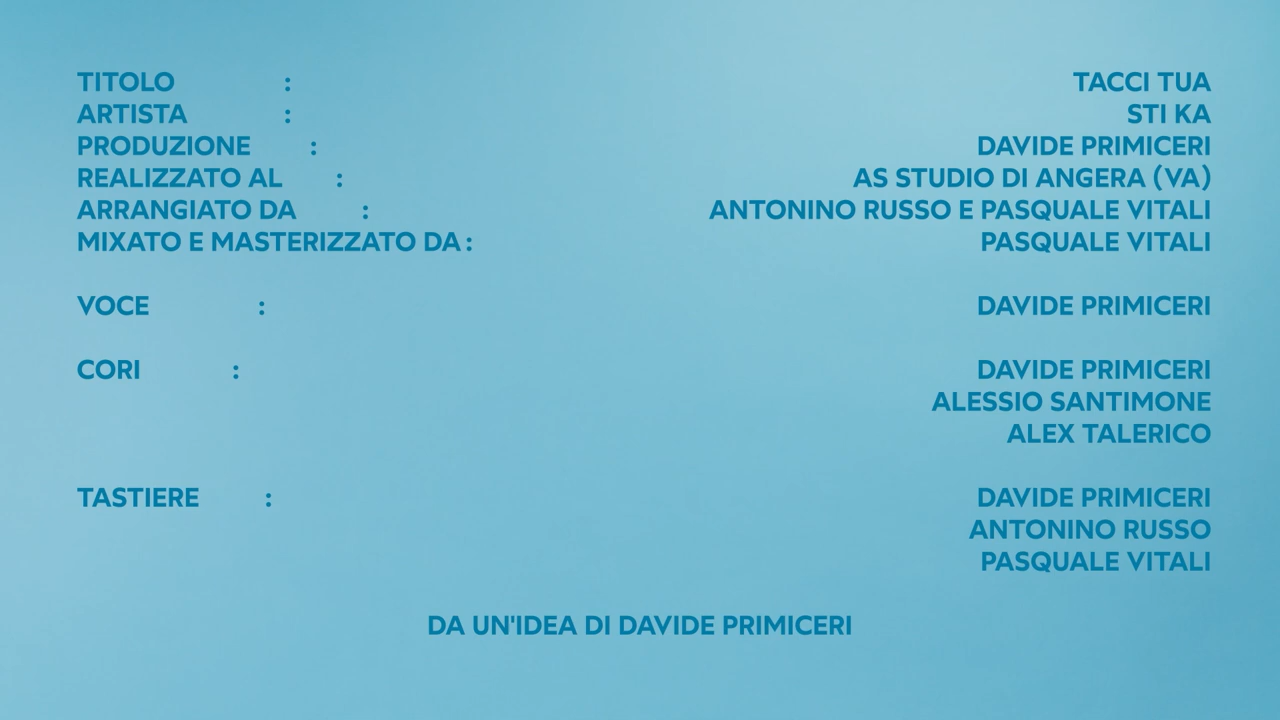 TITOLO : TACCI TUA
ARTISTA : STI KA
PRODUZIONE : DAVIDE PRIMICERI
REALIZZATO AL : AS STUDIO DI ANGERA (VA)
ARRANGIATO DA : ANTONINO RUSSO E PASQUALE VITALI
MIXATO E MASTERIZZATO DA : PASQUALE VITALI
VOCE : DAVIDE PRIMICERI
CORI : DAVIDE PRIMICERI
ALESSIO SANTIMONE
ALEX TALERICO
TASTIERE : DAVIDE PRIMICERI
ANTONINO RUSSO
PASQUALE VITALI
DA UN'IDEA DI DAVIDE PRIMICERI